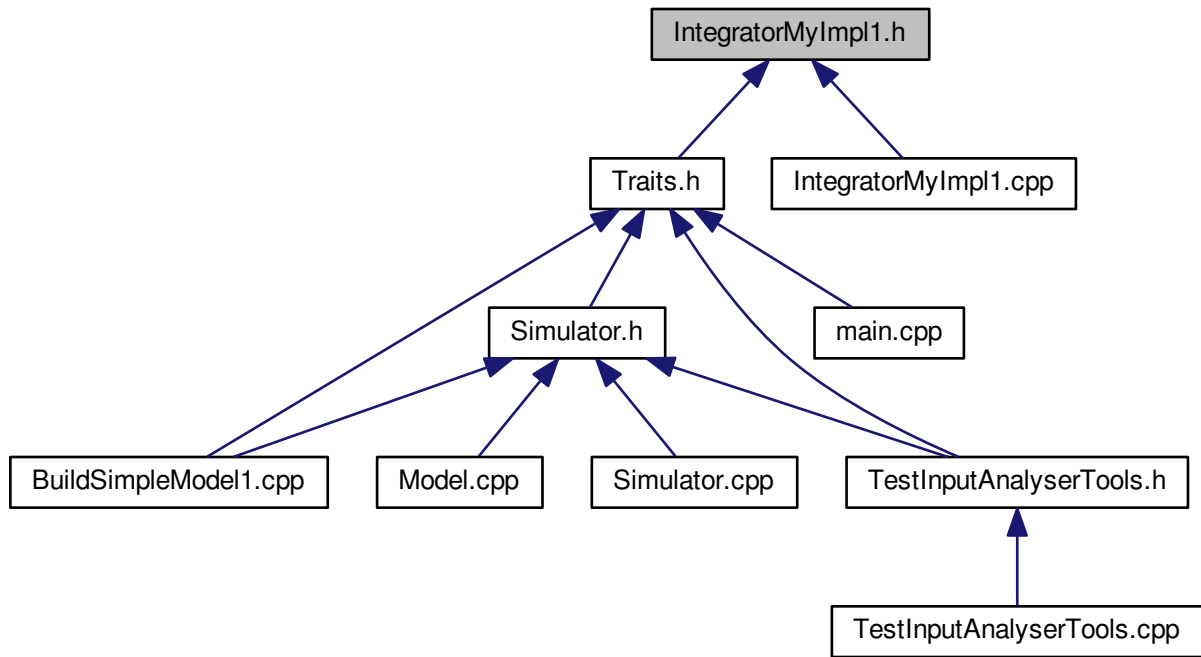 IntegratorMyImpl1.h
Traits.h
IntegratorMyImpl1.cpp
Simulator.h
main.cpp
BuildSimpleModel1.cpp
Model.cpp
Simulator.cpp
TestInputAnalyserTools.h
TestInputAnalyserTools.cpp